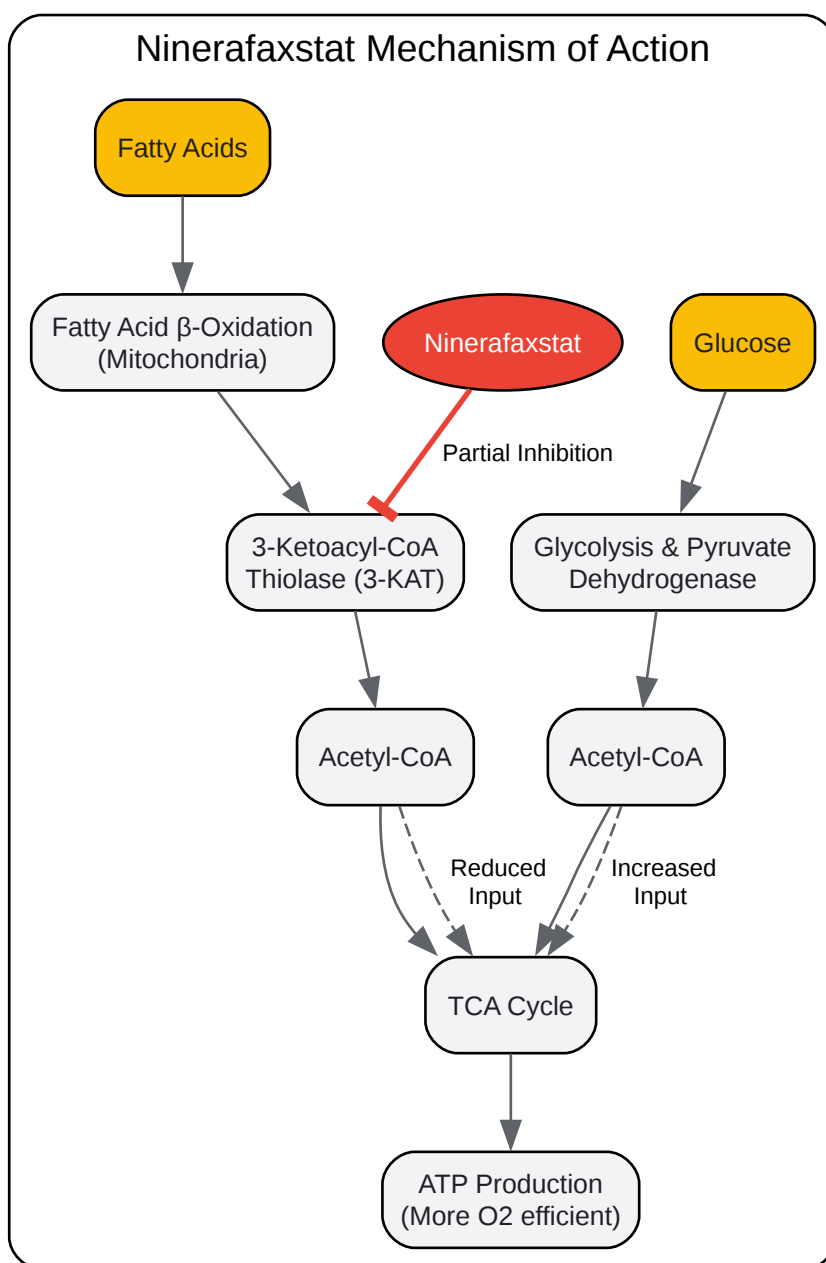 Ninerafaxstat Mechanism of Action
Fatty Acids
Fatty Acid β-Oxidation
(Mitochondria)
Ninerafaxstat
Glucose
Partial Inhibition
3-Ketoacyl-CoA
Thiolase (3-KAT)
Glycolysis & Pyruvate
Dehydrogenase
Acetyl-CoA
Acetyl-CoA
Reduced
Input
Increased
Input
TCA Cycle
ATP Production
(More O2 efficient)